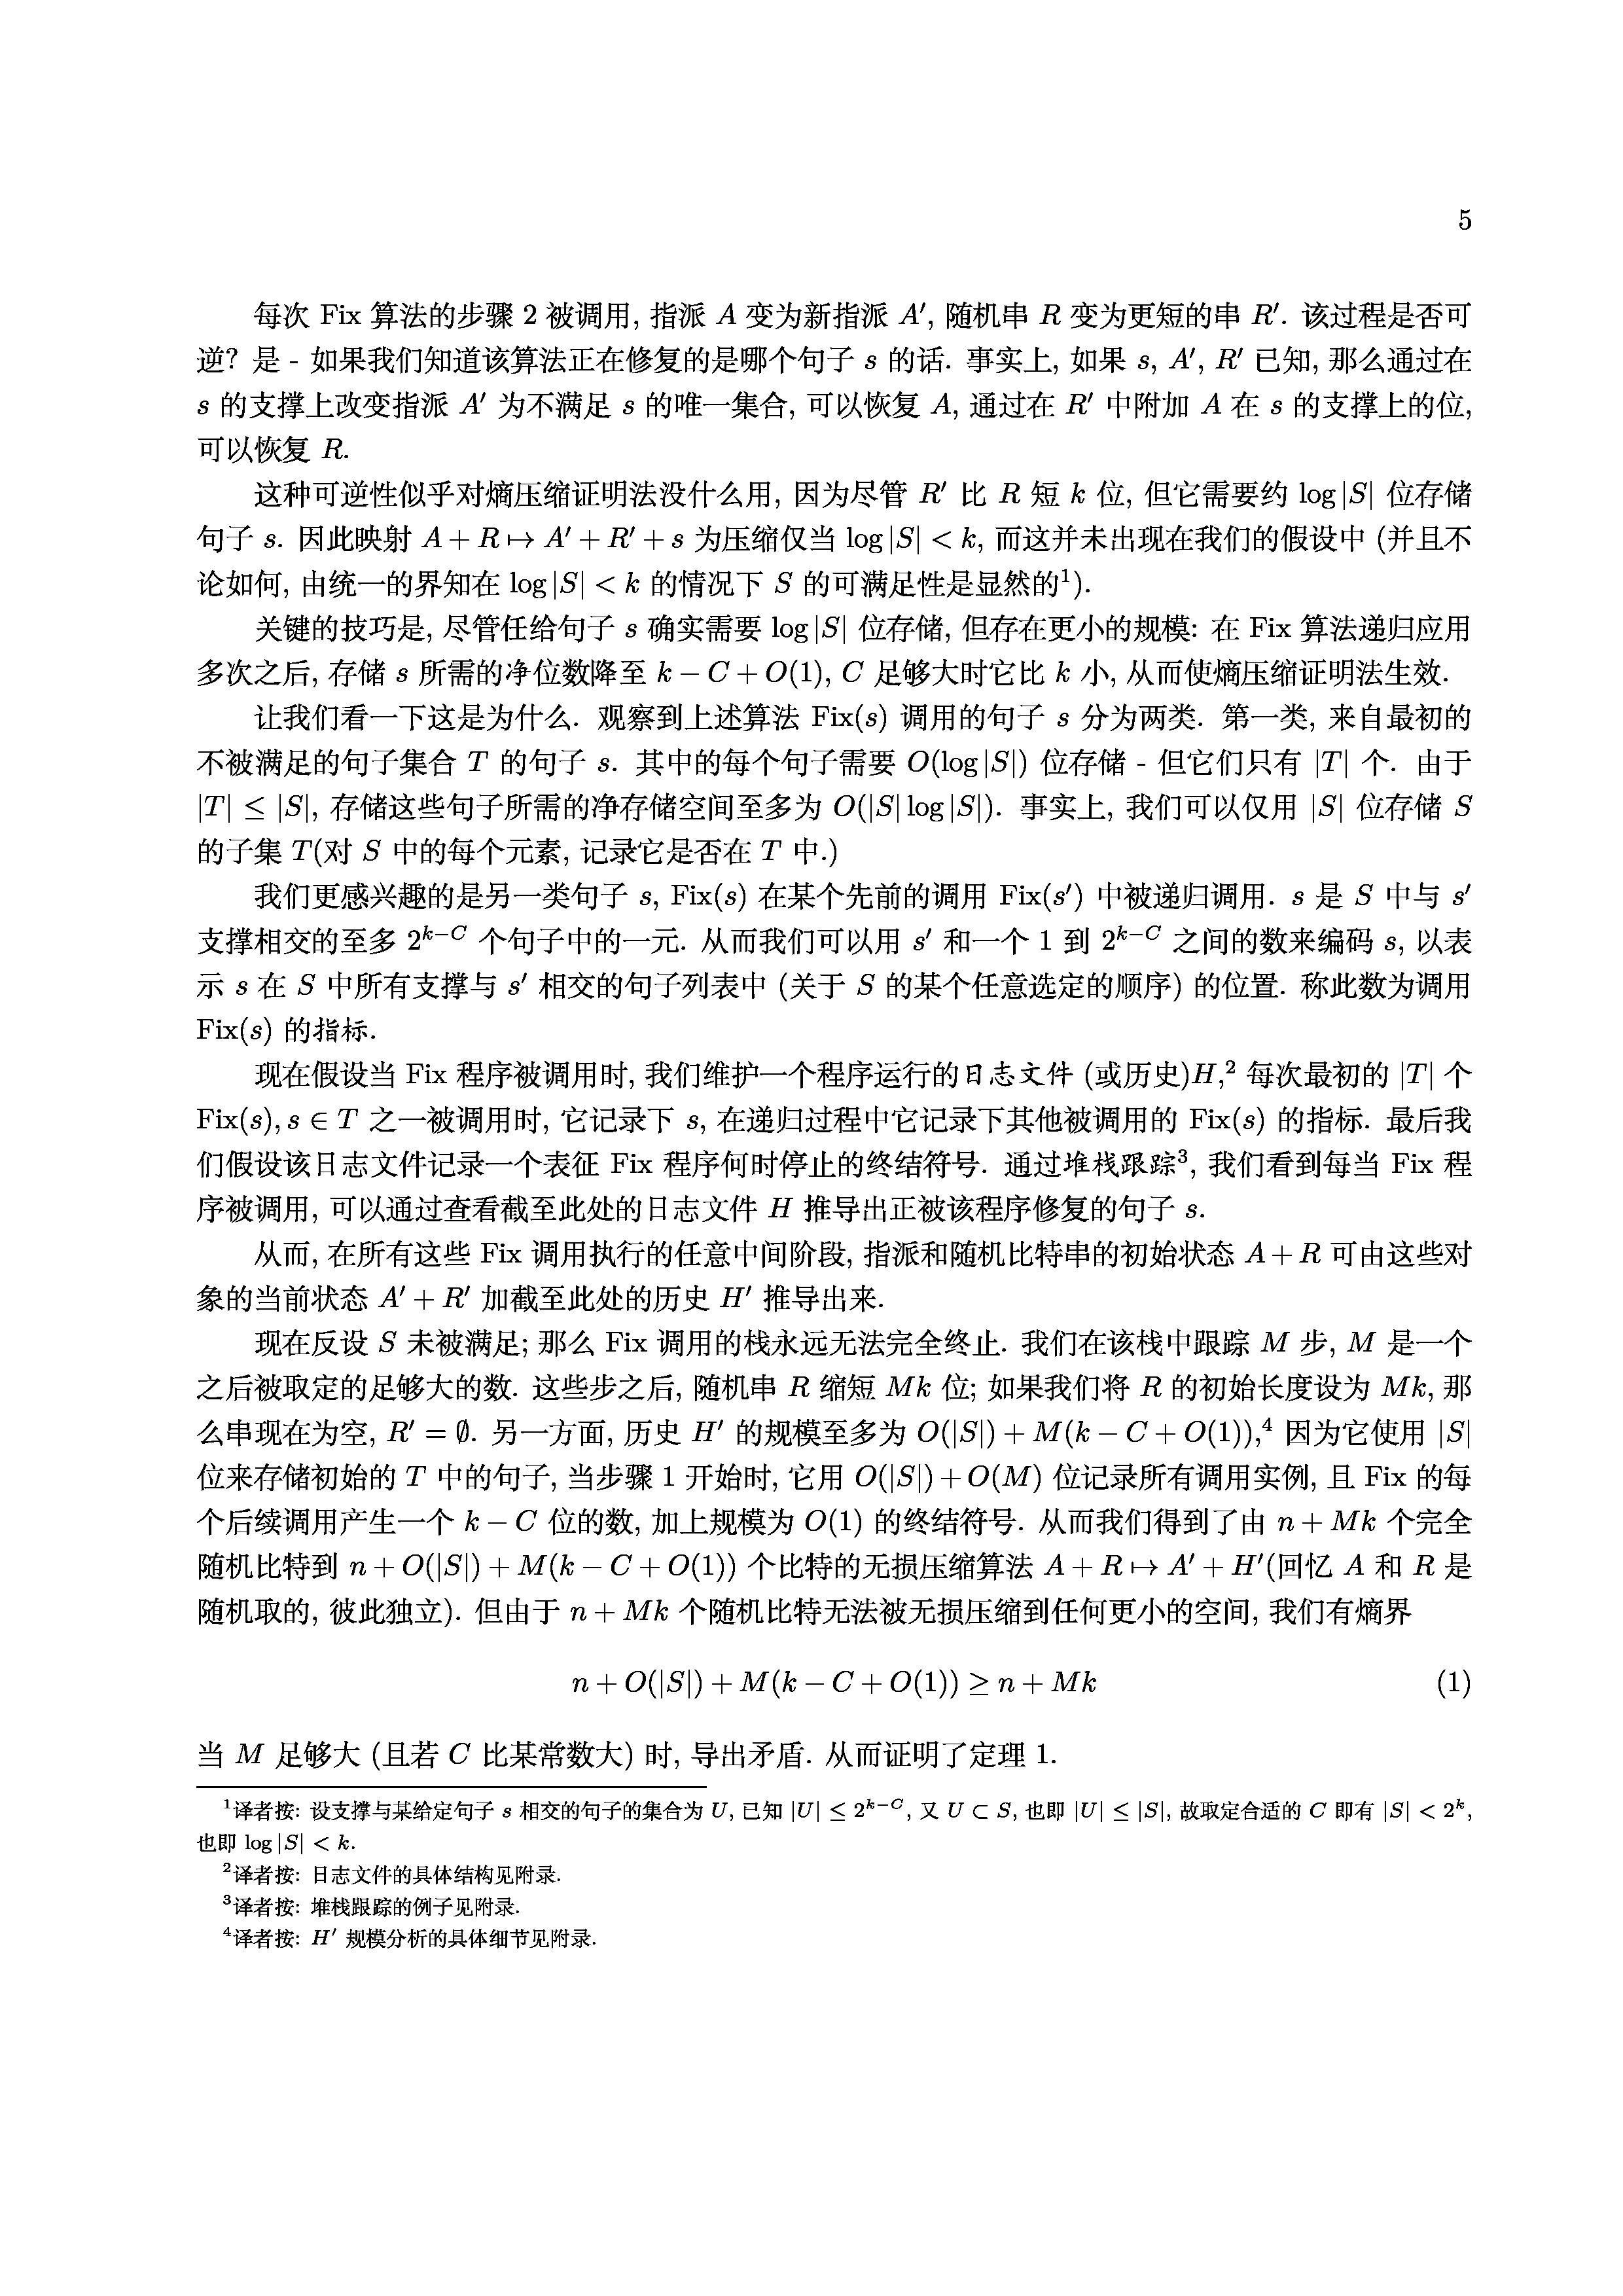 5
每次 Fix 算法的步骤 2 被调用, 指派 A 变为新指派 A′, 随机串 R 变为更短的串 R′. 该过程是否可
逆? 是 - 如果我们知道该算法正在修复的是哪个句子 s 的话. 事实上, 如果 s, A′, R′ 已知, 那么通过在
s 的支撑上改变指派 A′ 为不满足 s 的唯一集合, 可以恢复 A, 通过在 R′ 中附加 A 在 s 的支撑上的位,
可以恢复 R.
这种可逆性似乎对熵压缩证明法没什么用, 因为尽管 R′ 比 R 短 k 位, 但它需要约 log|S| 位存储
句子 s. 因此映射 A + R ↦ A′ + R′ + s 为压缩仅当 log|S| < k, 而这并未出现在我们的假设中 (并且不
论如何, 由统一的界知在 log|S| < k 的情况下 S 的可满足性是显然的¹).
关键的技巧是, 尽管任给句子 s 确实需要 log|S| 位存储, 但存在更小的规模: 在 Fix 算法递归应用
多次之后, 存储 s 所需的净位数降至 k − C + O(1), C 足够大时它比 k 小, 从而使熵压缩证明法生效.
让我们看一下这是为什么. 观察到上述算法 Fix(s) 调用的句子 s 分为两类. 第一类, 来自最初的
不被满足的句子集合 T 的句子 s. 其中的每个句子需要 O(log|S|) 位存储 - 但它们只有 |T| 个. 由于
|T| ≤ |S|, 存储这些句子所需的净存储空间至多为 O(|S| log|S|). 事实上, 我们可以仅用 |S| 位存储 S
的子集 T(对 S 中的每个元素, 记录它是否在 T 中.)
我们更感兴趣的是另一类句子 s, Fix(s) 在某个先前的调用 Fix(s′) 中被递归调用. s 是 S 中与 s′
支撑相交的至多 2ᵏ⁻ᶜ 个句子中的一元. 从而我们可以用 s′ 和一个 1 到 2ᵏ⁻ᶜ 之间的数来编码 s, 以表
示 s 在 S 中所有支撑与 s′ 相交的句子列表中 (关于 S 的某个任意选定的顺序) 的位置. 称此数为调用
Fix(s) 的指标.
现在假设当 Fix 程序被调用时, 我们维护一个程序运行的日志文件 (或历史)H,² 每次最初的 |T| 个
Fix(s), s ∈ T 之一被调用时, 它记录下 s, 在递归过程中它记录下其他被调用的 Fix(s) 的指标. 最后我
们假设该日志文件记录一个表征 Fix 程序何时停止的终结符号. 通过堆栈跟踪³, 我们看到每当 Fix 程
序被调用, 可以通过查看截至此处的日志文件 H 推导出正被该程序修复的句子 s.
从而, 在所有这些 Fix 调用执行的任意中间阶段, 指派和随机比特串的初始状态 A + R 可由这些对
象的当前状态 A′ + R′ 加截至此处的历史 H′ 推导出来.
现在反设 S 未被满足; 那么 Fix 调用的栈永远无法完全终止. 我们在该栈中跟踪 M 步, M 是一个
之后被取定的足够大的数. 这些步之后, 随机串 R 缩短 Mk 位; 如果我们将 R 的初始长度设为 Mk, 那
么串现在为空, R′ = ∅. 另一方面, 历史 H′ 的规模至多为 O(|S|) + M(k − C + O(1)),⁴ 因为它使用 |S|
位来存储初始的 T 中的句子, 当步骤 1 开始时, 它用 O(|S|) + O(M) 位记录所有调用实例, 且 Fix 的每
个后续调用产生一个 k − C 位的数, 加上规模为 O(1) 的终结符号. 从而我们得到了由 n + Mk 个完全
随机比特到 n + O(|S|) + M(k − C + O(1)) 个比特的无损压缩算法 A + R ↦ A′ + H′(回忆 A 和 R 是
随机取的, 彼此独立). 但由于 n + Mk 个随机比特无法被无损压缩到任何更小的空间, 我们有熵界
n + O(|S|) + M(k − C + O(1)) ≥ n + Mk (1)
当 M 足够大 (且若 C 比某常数大) 时, 导出矛盾. 从而证明了定理 1.
¹译者按: 设支撑与某给定句子 s 相交的句子的集合为 U, 已知 |U| ≤ 2ᵏ⁻ᶜ, 又 U ⊂ S, 也即 |U| ≤ |S|, 故取定合适的 C 即有 |S| < 2ᵏ,
也即 log|S| < k.
²译者按: 日志文件的具体结构见附录.
³译者按: 堆栈跟踪的例子见附录.
⁴译者按: H′ 规模分析的具体细节见附录.